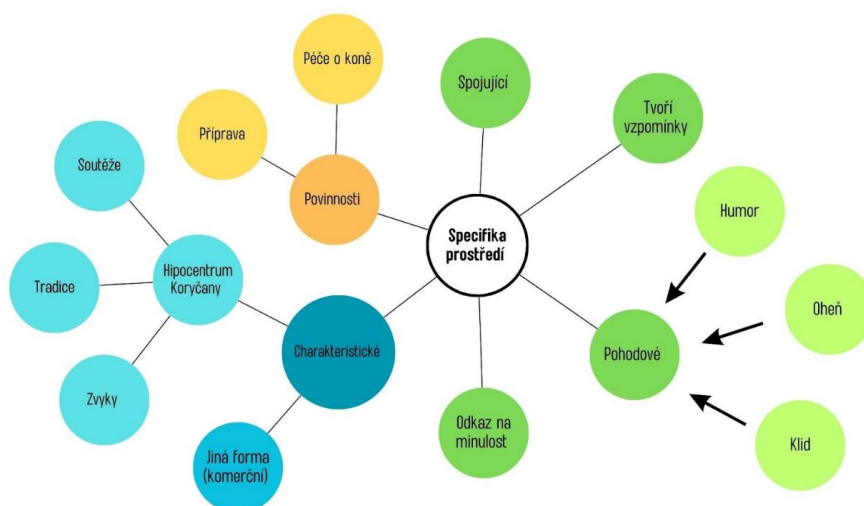 Péče o koně
Spojující
Tvoří
vzpomínky
Příprava
Soutěže
Povinnosti
Humor
Specifika
prostředí
Hipocentrum
Koryčany
Tradice
Oheň
Charakteristické
Pohodové
Zvyky
Odkaz na
minulost
Klid
Jiná forma
(komerční)